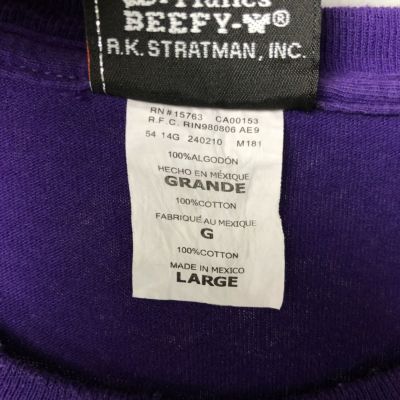 Hanes
BEEFY-T®
R.K. STRATMAN, INC.
RN#15763 CA00153
R.F.C. RIN980806 AE9
54 14G 240210 M181
100%ALGODÓN
HECHO EN MÉXIQUE
GRANDE
100%COTTON
FABRIQUÉ AU MEXIQUE
G
100%COTTON
MADE IN MEXICO
LARGE